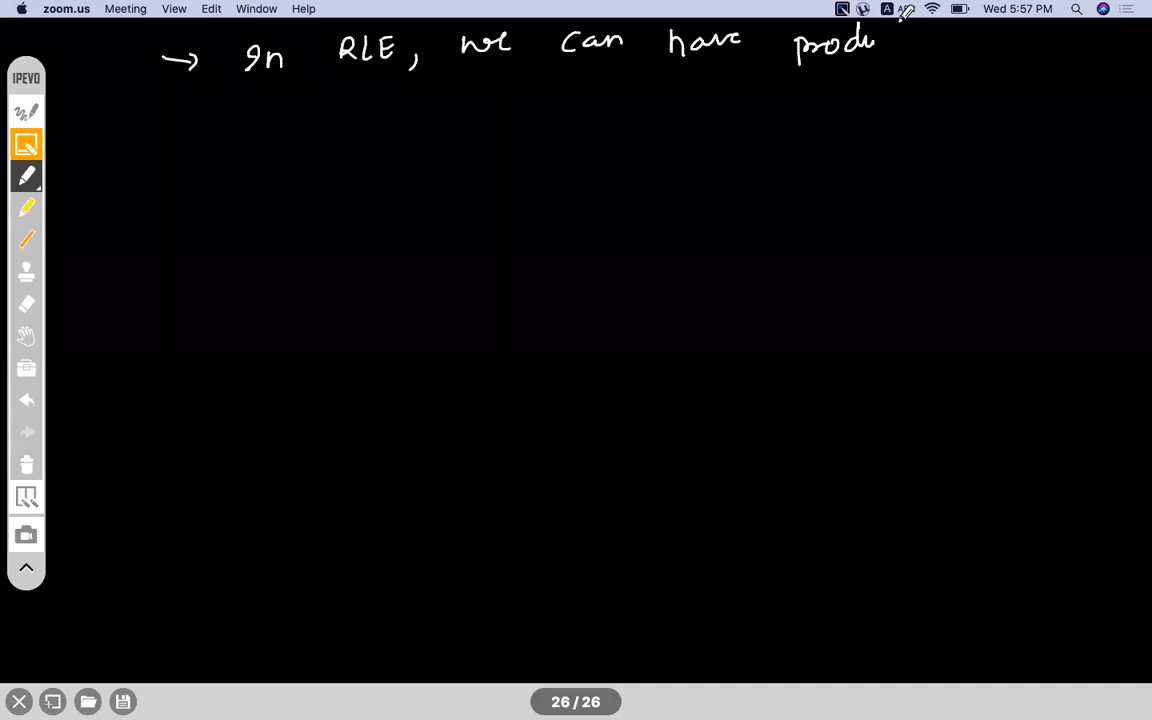 zoom.us Meeting View Edit Window Help Wed 5:57 PM
→ In RLE, we can have produ
IPEVO
26 / 26